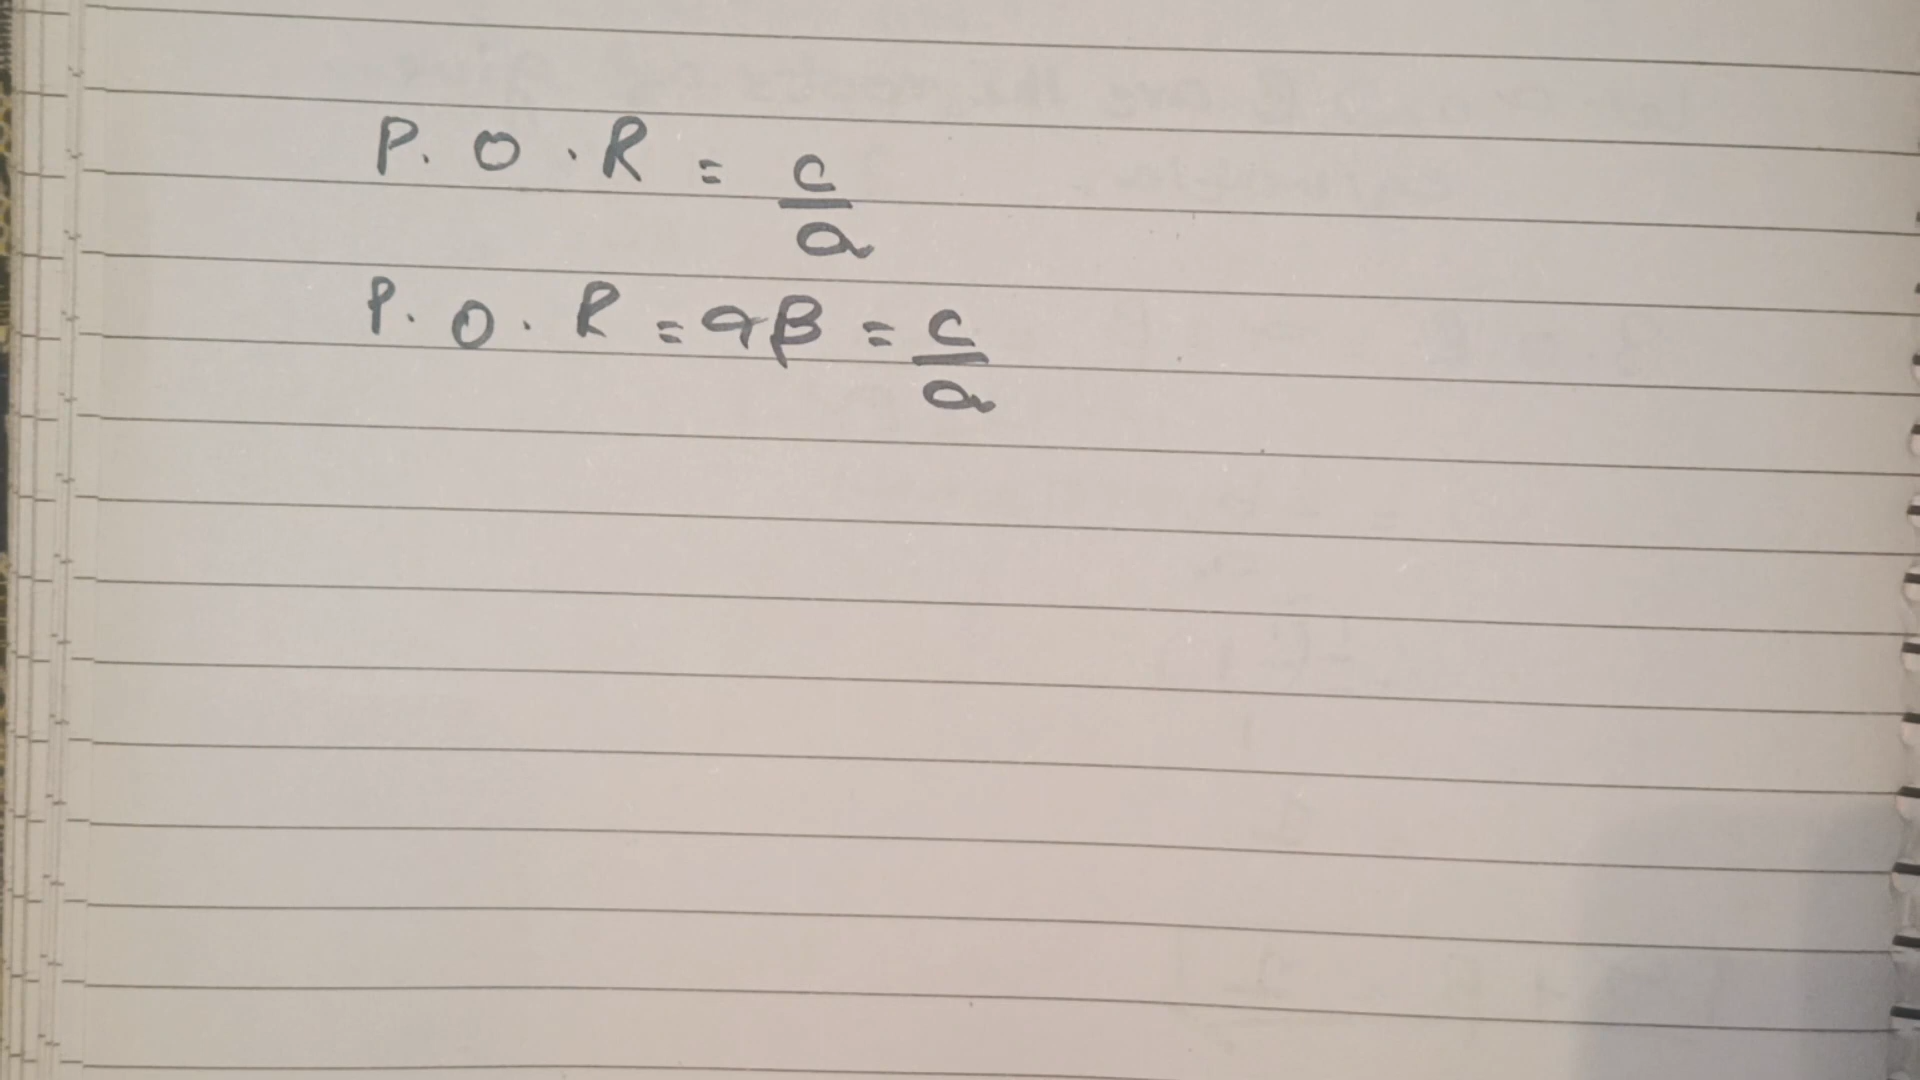 P. O. R = c/a
P. O. R = αβ = c/a